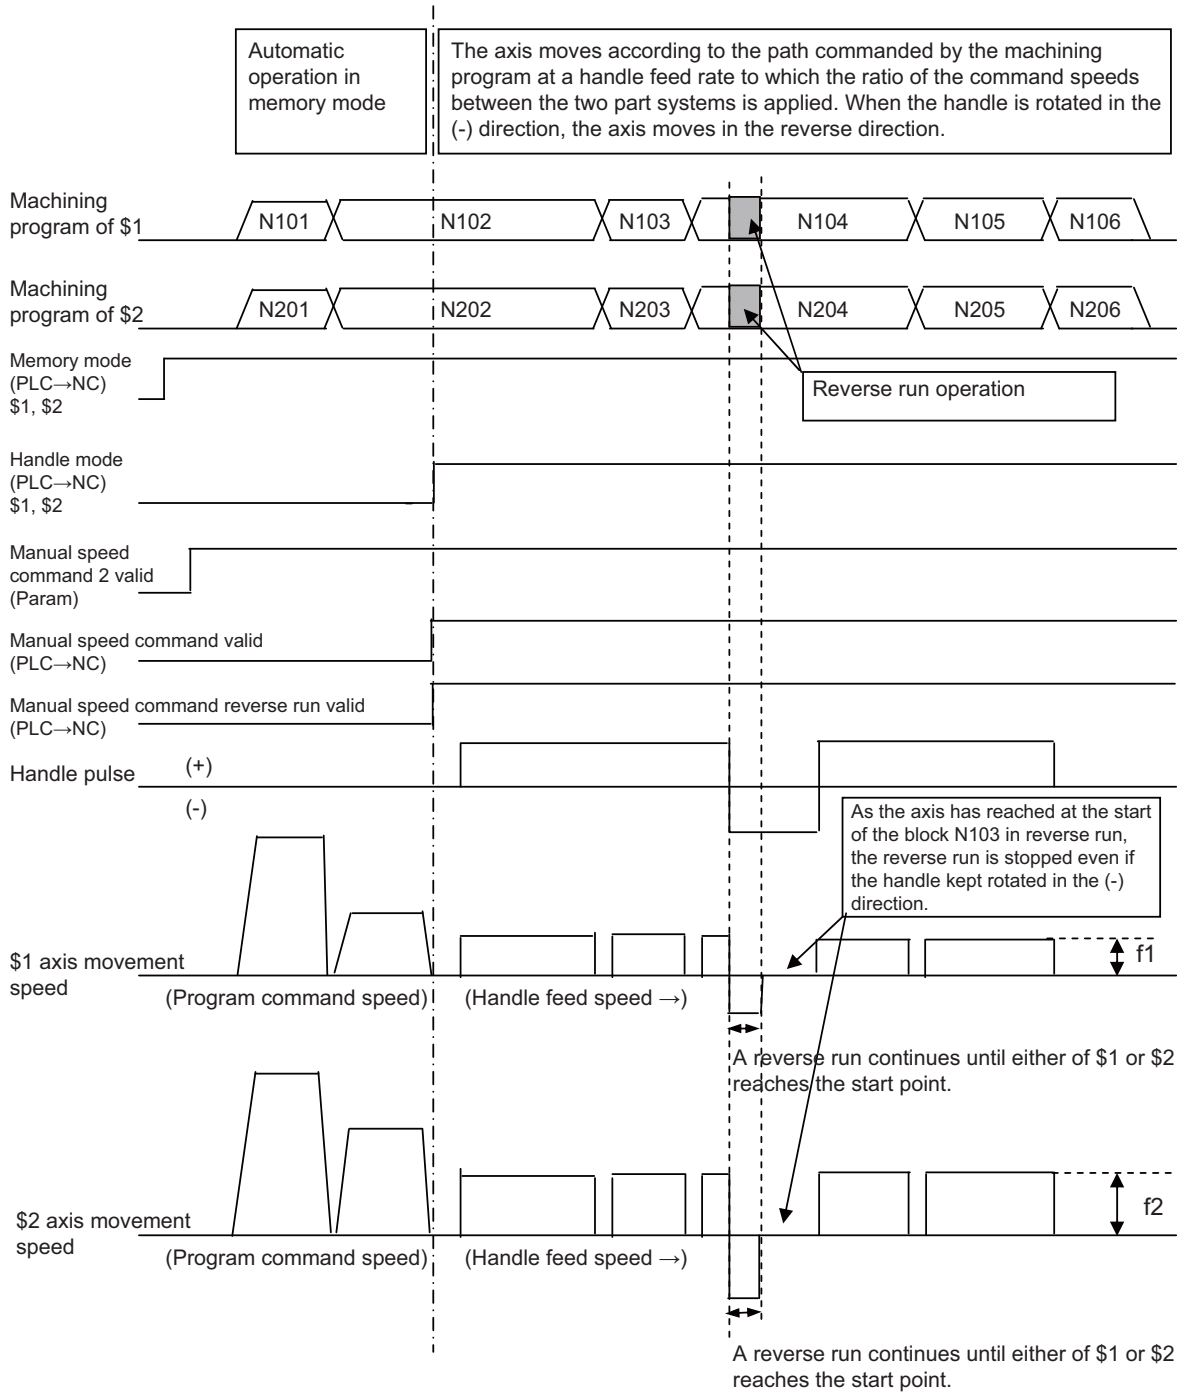 Automatic
operation in
memory mode
The axis moves according to the path commanded by the machining
program at a handle feed rate to which the ratio of the command speeds
between the two part systems is applied. When the handle is rotated in the
(-) direction, the axis moves in the reverse direction.
Machining
program of $1
N101
N102
N103
N104
N105
N106
Machining
program of $2
N201
N202
N203
N204
N205
N206
Memory mode
(PLC→NC)
$1, $2
Reverse run operation
Handle mode
(PLC→NC)
$1, $2
Manual speed
command 2 valid
(Param)
Manual speed command valid
(PLC→NC)
Manual speed command reverse run valid
(PLC→NC)
Handle pulse
(+)
(-)
As the axis has reached at the start
of the block N103 in reverse run,
the reverse run is stopped even if
the handle kept rotated in the (-)
direction.
$1 axis movement
speed
(Program command speed)
(Handle feed speed →)
f1
A reverse run continues until either of $1 or $2
reaches the start point.
$2 axis movement
speed
(Program command speed)
(Handle feed speed →)
f2
A reverse run continues until either of $1 or $2
reaches the start point.